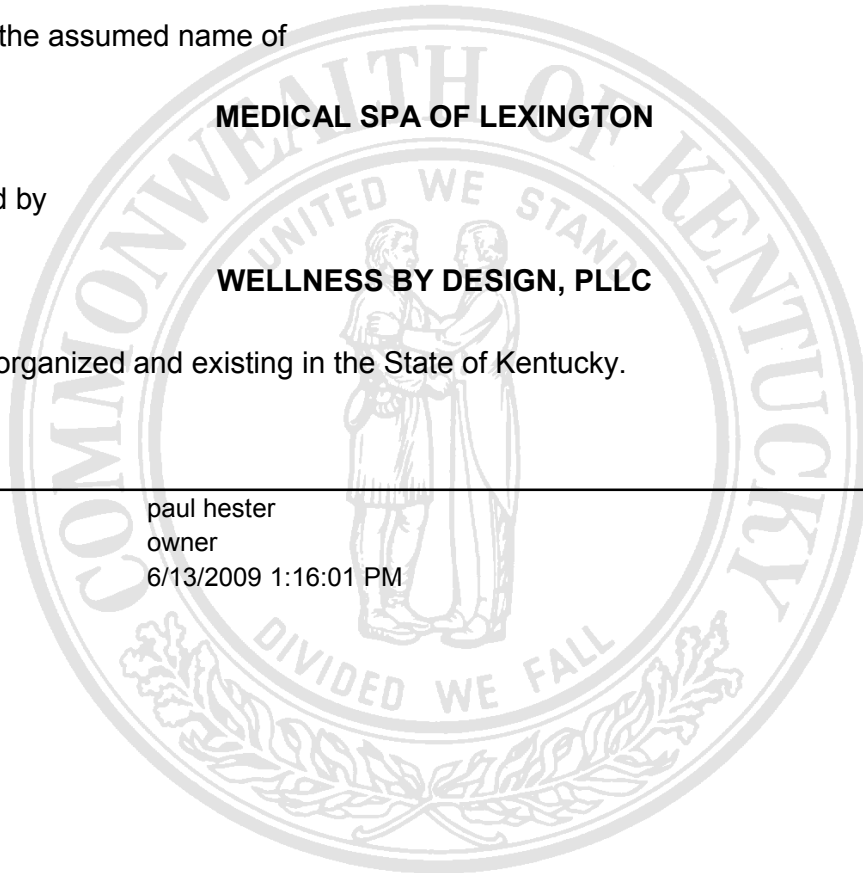 the assumed name of
MEDICAL SPA OF LEXINGTON
d by
WELLNESS BY DESIGN, PLLC
organized and existing in the State of Kentucky.
paul hester
owner
6/13/2009 1:16:01 PM
COMMONWEALTH OF KENTUCKY
UNITED WE STAND
DIVIDED WE FALL